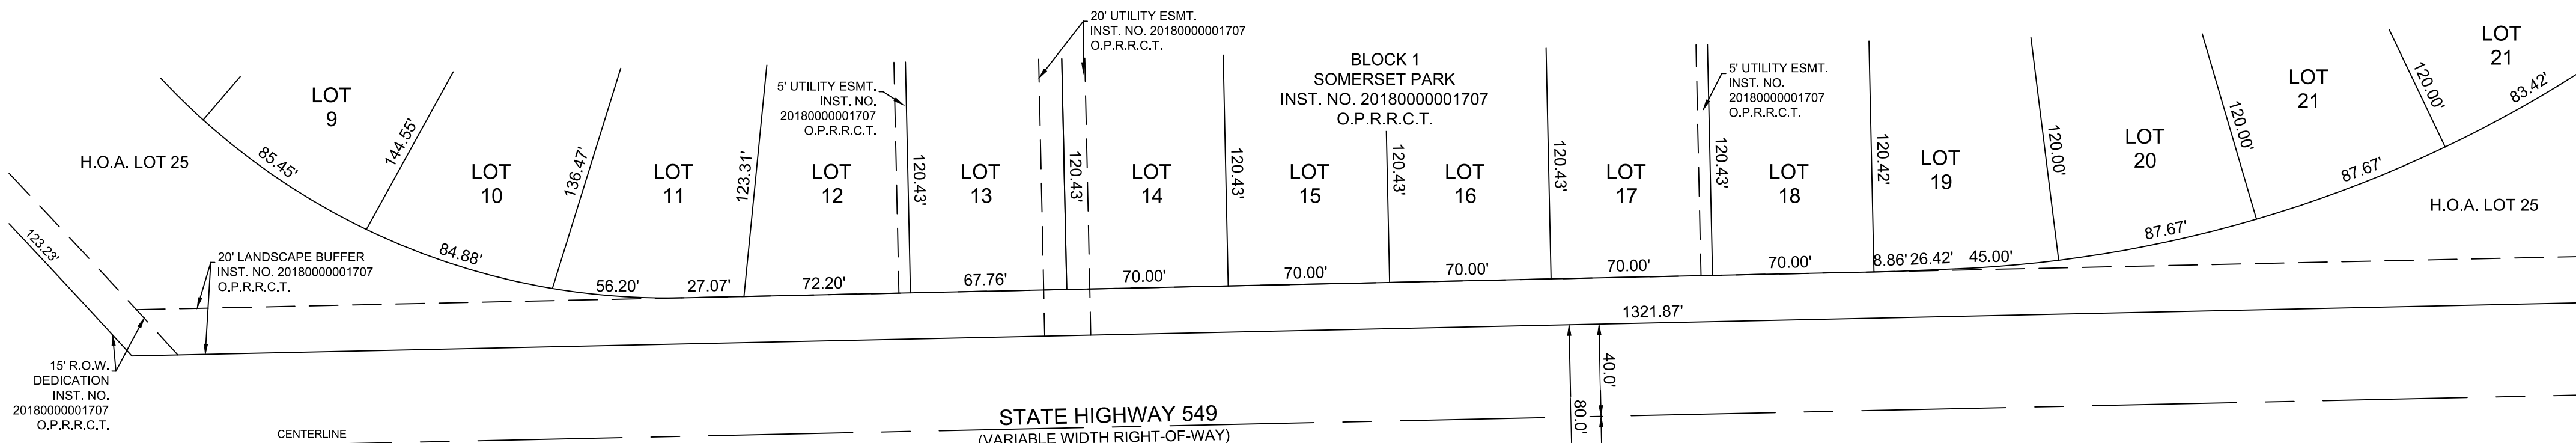 20' UTILITY ESMT.
INST. NO. 20180000001707
O.P.R.R.C.T.
BLOCK 1
SOMERSET PARK
INST. NO. 20180000001707
O.P.R.R.C.T.
5' UTILITY ESMT.
INST. NO.
20180000001707
O.P.R.R.C.T.
5' UTILITY ESMT.
INST. NO.
20180000001707
O.P.R.R.C.T.
H.O.A. LOT 25
LOT
9
LOT
10
LOT
11
LOT
12
LOT
13
LOT
14
LOT
15
LOT
16
LOT
17
LOT
18
LOT
19
LOT
20
LOT
21
LOT
21
H.O.A. LOT 25
144.55'
136.47'
123.31'
120.43'
120.43'
120.43'
120.43'
120.43'
120.43'
120.42'
120.00'
120.00'
120.00'
85.45'
84.88'
56.20'
27.07'
72.20'
67.76'
70.00'
70.00'
70.00'
70.00'
70.00'
8.86'
26.42'
45.00'
87.67'
87.67'
83.42'
123.23'
20' LANDSCAPE BUFFER
INST. NO. 20180000001707
O.P.R.R.C.T.
1321.87'
15' R.O.W.
DEDICATION
INST. NO.
20180000001707
O.P.R.R.C.T.
40.0'
80.0'
CENTERLINE
STATE HIGHWAY 549
(VARIABLE WIDTH RIGHT-OF-WAY)